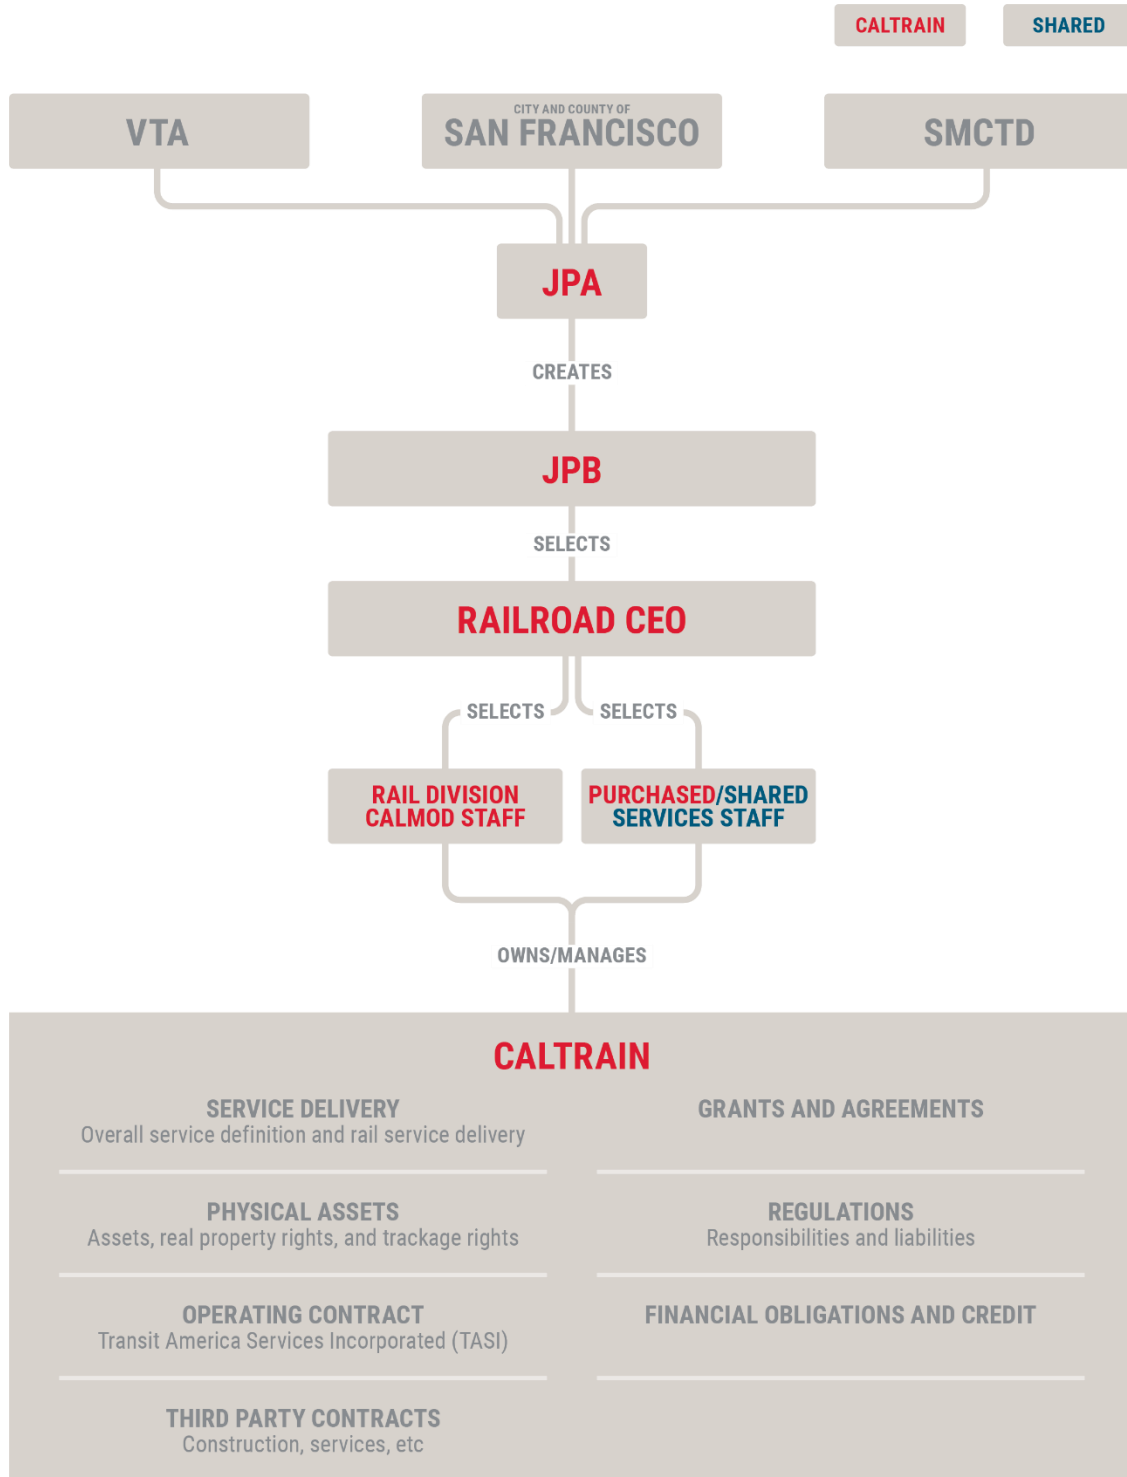 CALTRAIN
SHARED
VTA
CITY AND COUNTY OF
SAN FRANCISCO
SMCTD
JPA
CREATES
JPB
SELECTS
RAILROAD CEO
SELECTS
SELECTS
RAIL DIVISION
CALMOD STAFF
PURCHASED/SHARED
SERVICES STAFF
OWNS/MANAGES
CALTRAIN
SERVICE DELIVERY
Overall service definition and rail service delivery
GRANTS AND AGREEMENTS
PHYSICAL ASSETS
Assets, real property rights, and trackage rights
REGULATIONS
Responsibilities and liabilities
OPERATING CONTRACT
Transit America Services Incorporated (TASI)
FINANCIAL OBLIGATIONS AND CREDIT
THIRD PARTY CONTRACTS
Construction, services, etc